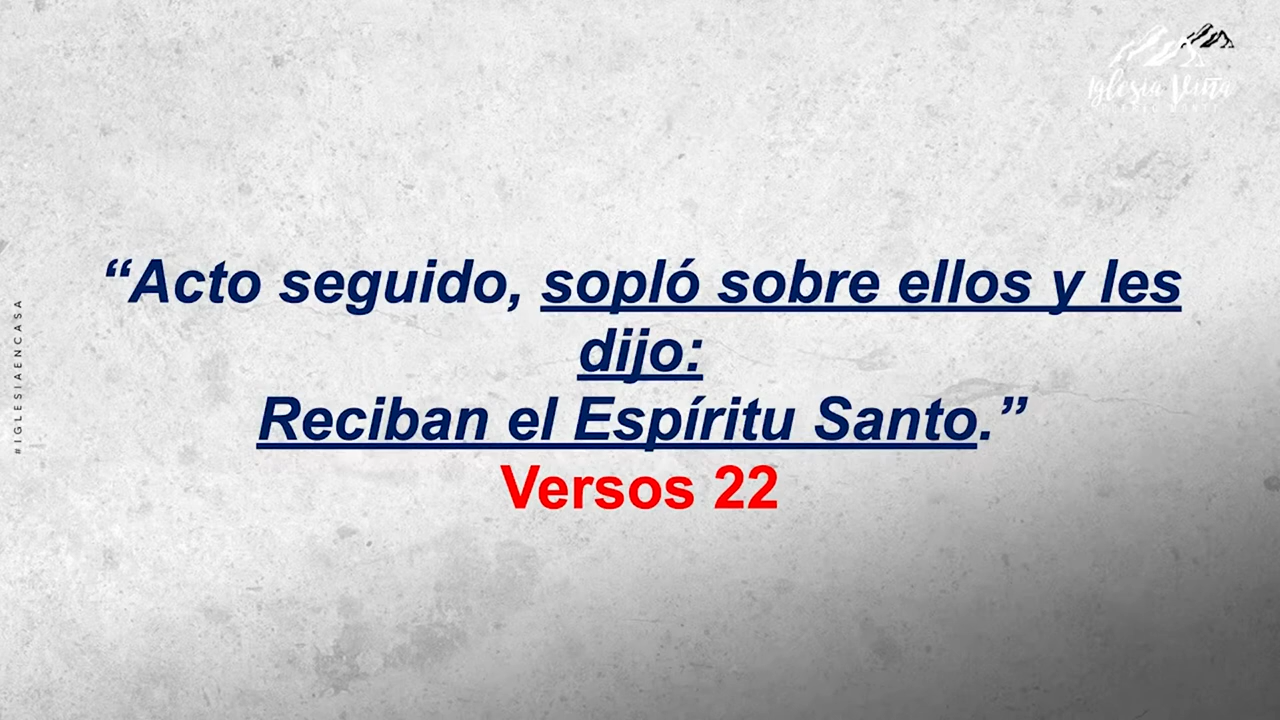 Iglesia Viña
“Acto seguido, sopló sobre ellos y les
dijo:
Reciban el Espíritu Santo.”
Versos 22
#IGLESIAENCASA